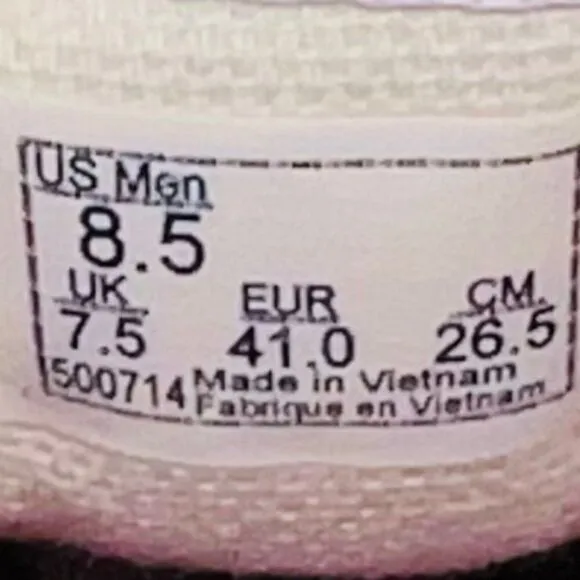 US Men
8.5
UK EUR CM.
7.5 41.0 26.5
500714 Made in Vietnam
Fabrique en Vietnam